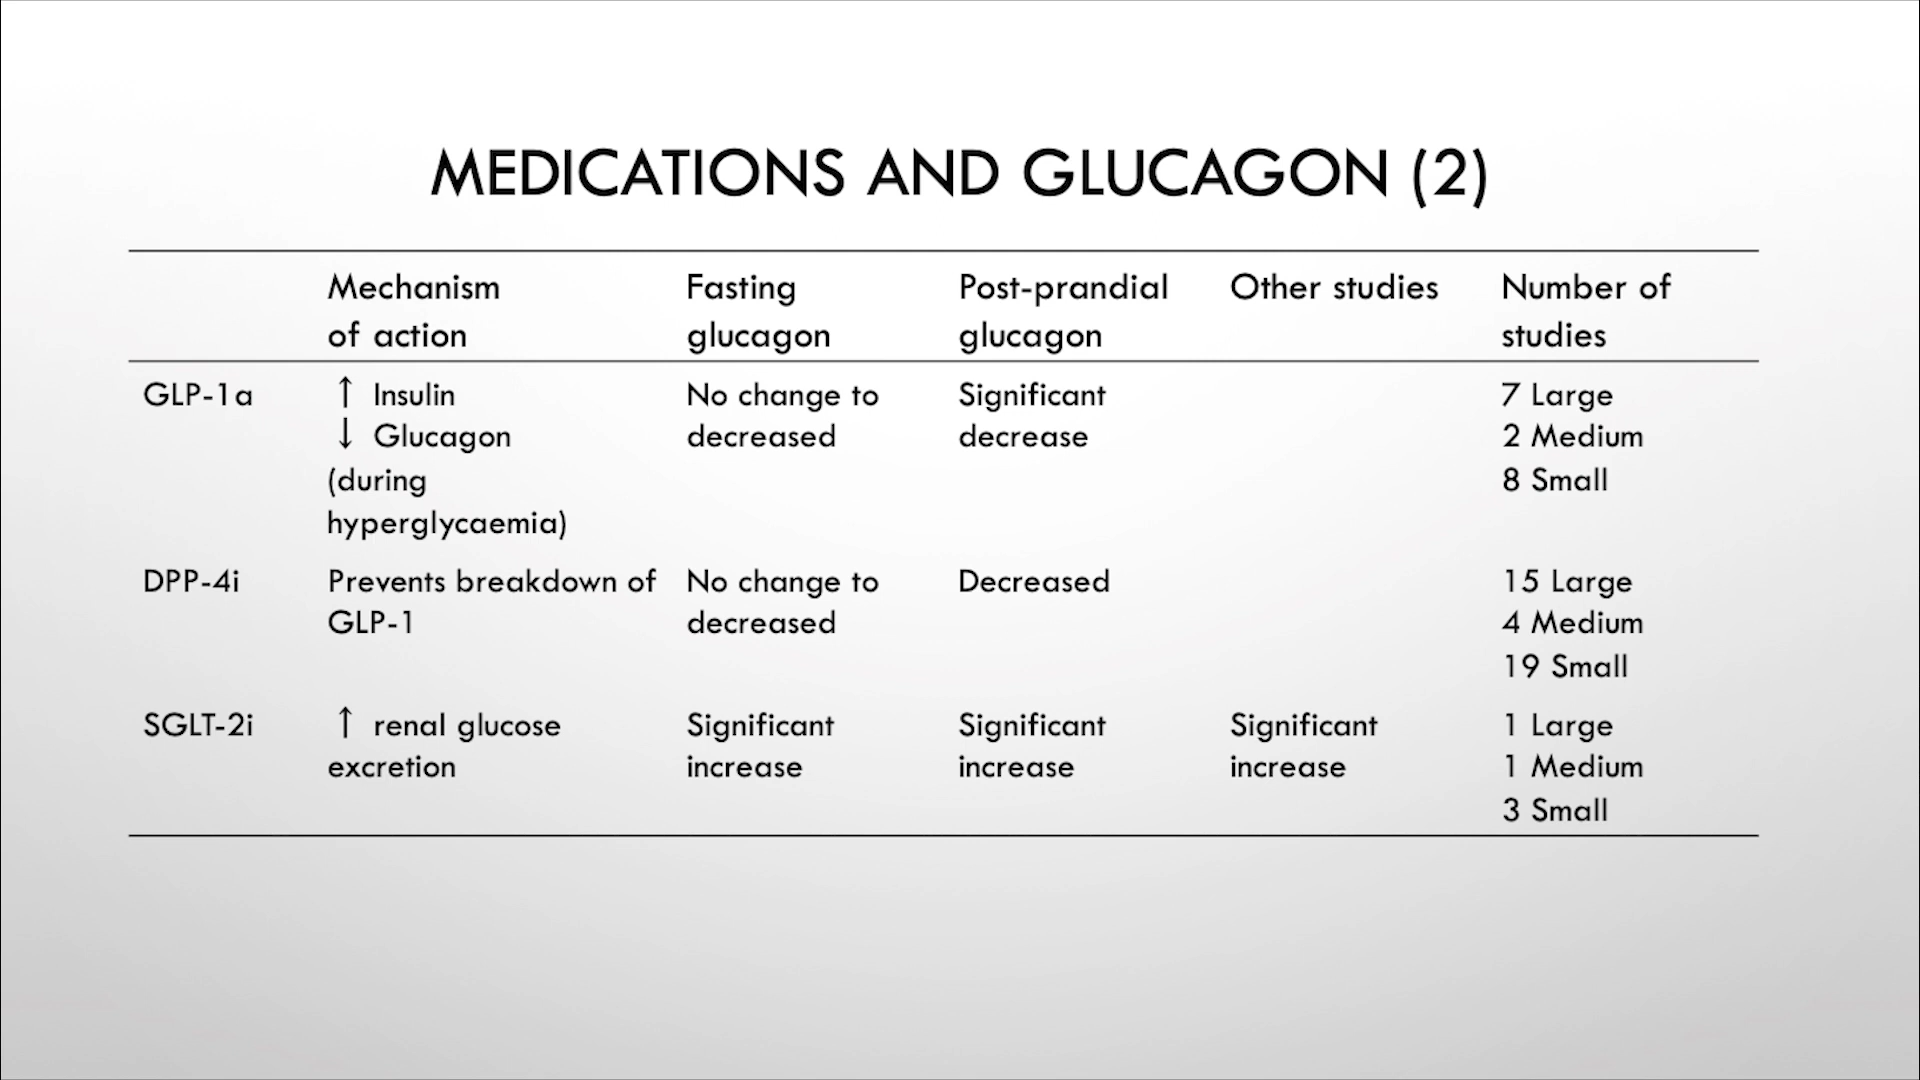 MEDICATIONS AND GLUCAGON (2)
Mechanism of action
Fasting glucagon
Post-prandial glucagon
Other studies
Number of studies
GLP-1a
↑ Insulin
↓ Glucagon
(during
hyperglycaemia)
No change to
decreased
Significant
decrease
7 Large
2 Medium
8 Small
DPP-4i
Prevents breakdown of
GLP-1
No change to
decreased
Decreased
15 Large
4 Medium
19 Small
SGLT-2i
↑ renal glucose
excretion
Significant
increase
Significant
increase
Significant
increase
1 Large
1 Medium
3 Small